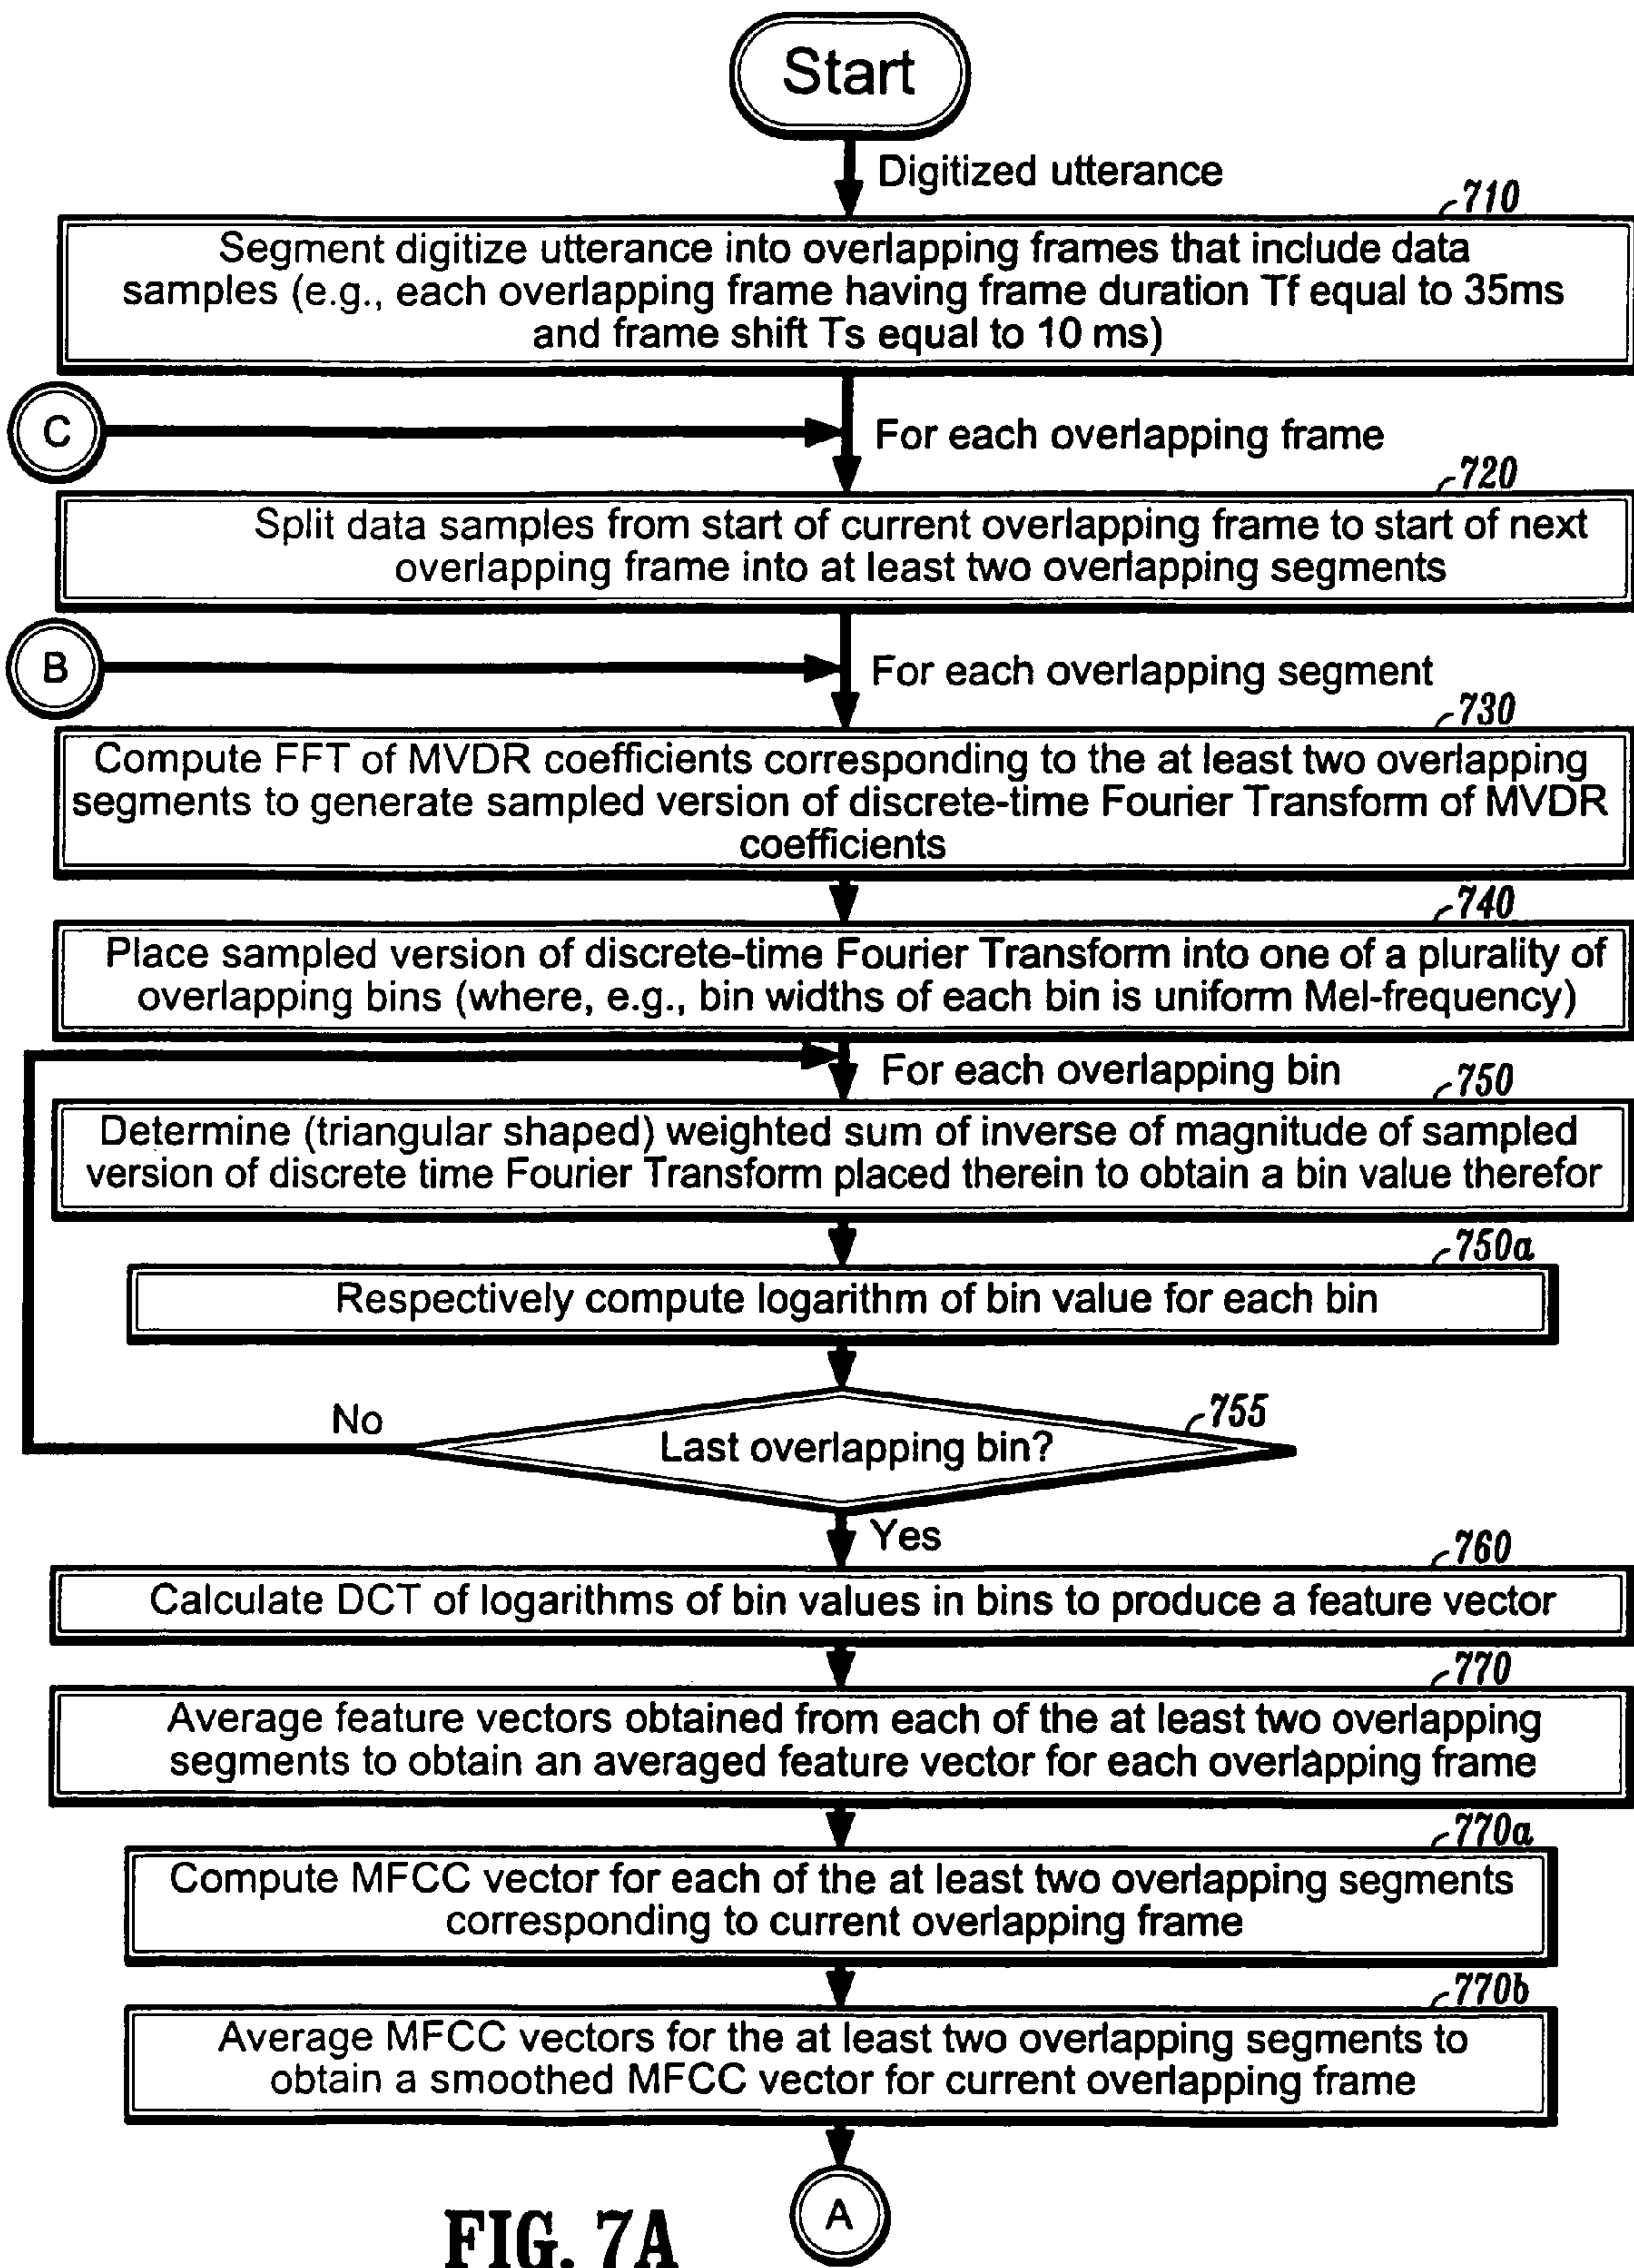 Start
Digitized utterance
710
Segment digitize utterance into overlapping frames that include data
samples (e.g., each overlapping frame having frame duration Tf equal to 35ms
and frame shift Ts equal to 10 ms)
C
For each overlapping frame
720
Split data samples from start of current overlapping frame to start of next
overlapping frame into at least two overlapping segments
B
For each overlapping segment
730
Compute FFT of MVDR coefficients corresponding to the at least two overlapping
segments to generate sampled version of discrete-time Fourier Transform of MVDR
coefficients
740
Place sampled version of discrete-time Fourier Transform into one of a plurality of
overlapping bins (where, e.g., bin widths of each bin is uniform Mel-frequency)
For each overlapping bin
750
Determine (triangular shaped) weighted sum of inverse of magnitude of sampled
version of discrete time Fourier Transform placed therein to obtain a bin value therefor
750a
Respectively compute logarithm of bin value for each bin
No
755
Last overlapping bin?
Yes
760
Calculate DCT of logarithms of bin values in bins to produce a feature vector
770
Average feature vectors obtained from each of the at least two overlapping
segments to obtain an averaged feature vector for each overlapping frame
770a
Compute MFCC vector for each of the at least two overlapping segments
corresponding to current overlapping frame
770b
Average MFCC vectors for the at least two overlapping segments to
obtain a smoothed MFCC vector for current overlapping frame
A
FIG. 7A